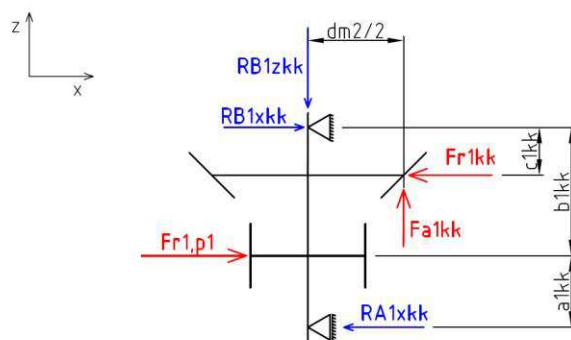 z
x
dm2/2
RB1zkk
RB1xkk
Fr1kk
c1kk
b1kk
Fa1kk
Fr1,p1
a1kk
RA1xkk